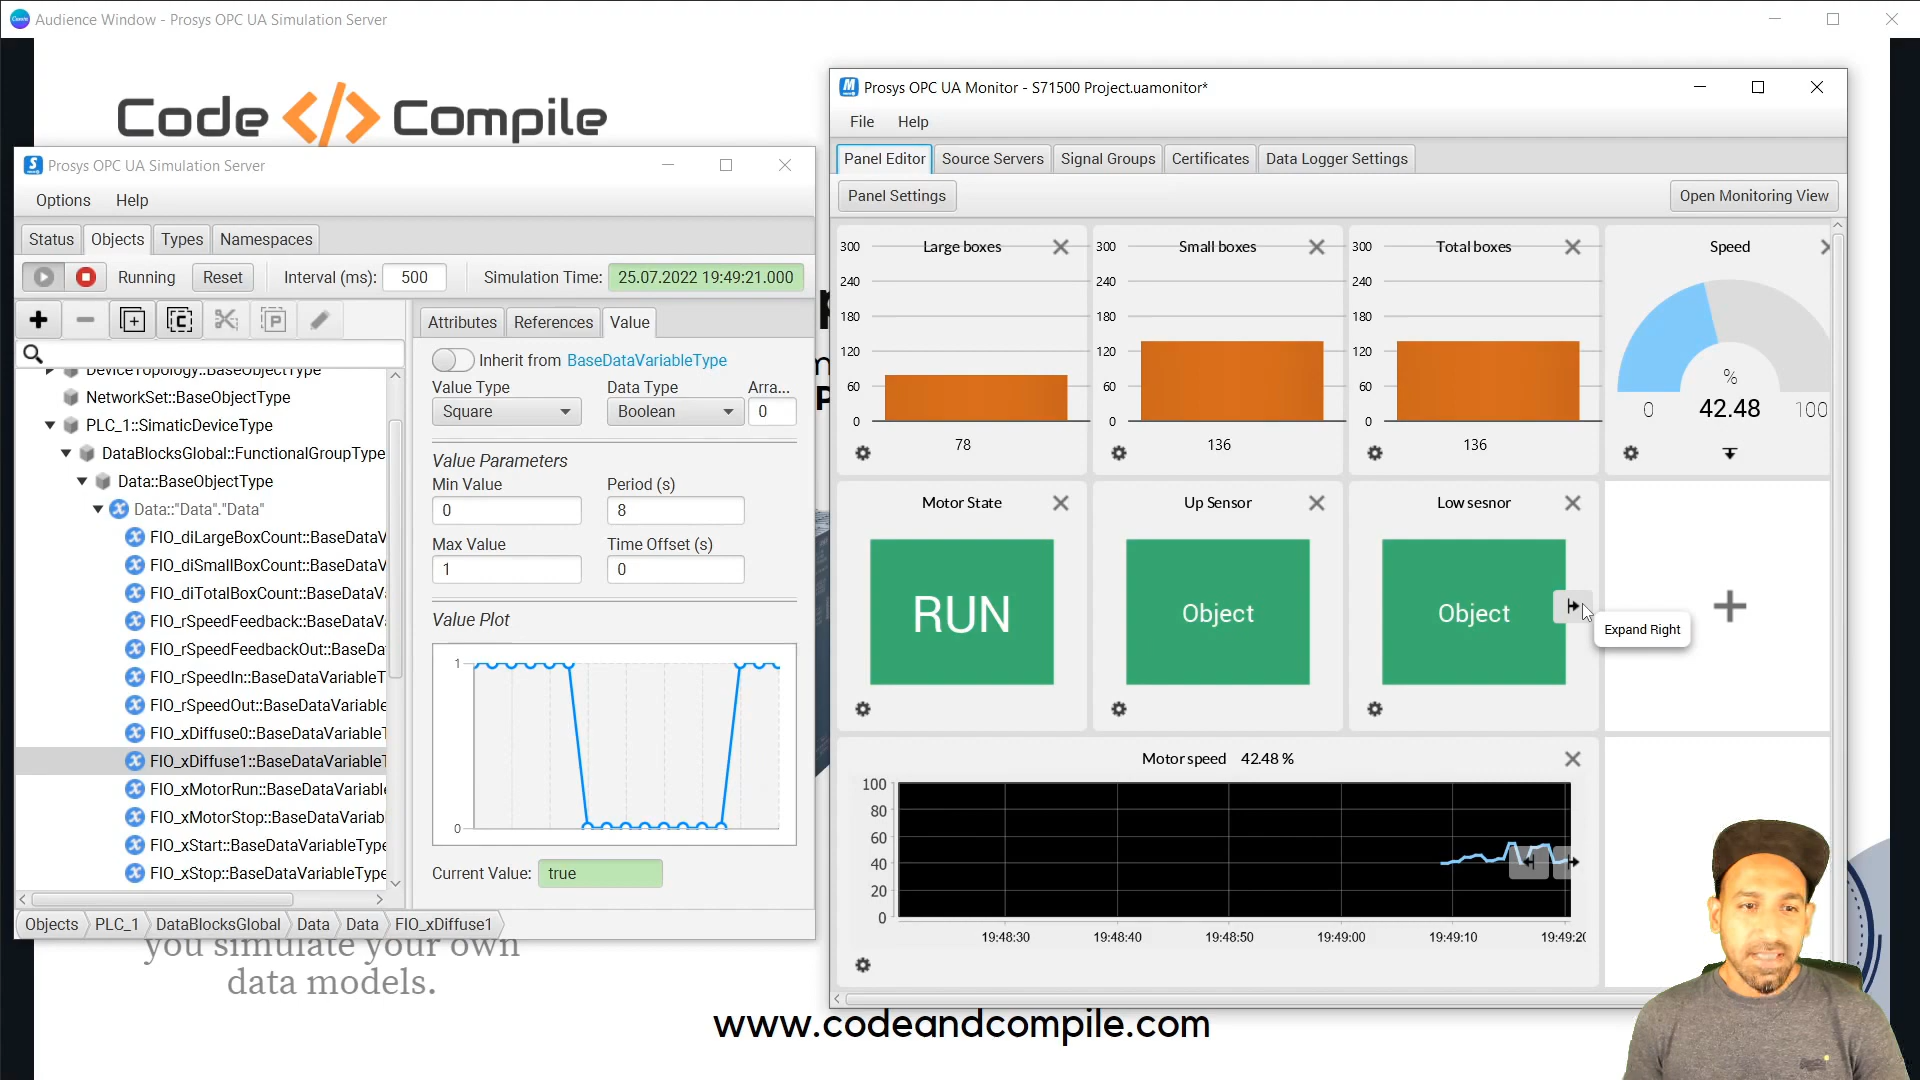 Audience Window - Prosys OPC UA Simulation Server
Code </> Compile
Prosys OPC UA Simulation Server
Options Help
Status Objects Types Namespaces
Running Reset Interval (ms): 500 Simulation Time: 25.07.2022 19:49:21.000
DeviceTopology::BaseObjectType
NetworkSet::BaseObjectType
PLC_1::SimaticDeviceType
DataBlocksGlobal::FunctionalGroupType
Data::BaseObjectType
Data::"Data"."Data"
FIO_diLargeBoxCount::BaseDataV
FIO_diSmallBoxCount::BaseDataV
FIO_diTotalBoxCount::BaseDataV
FIO_rSpeedFeedback::BaseDataV
FIO_rSpeedFeedbackOut::BaseDa
FIO_rSpeedIn::BaseDataVariableT
FIO_rSpeedOut::BaseDataVariable
FIO_xDiffuse0::BaseDataVariableT
FIO_xDiffuse1::BaseDataVariableT
FIO_xMotorRun::BaseDataVariabl
FIO_xMotorStop::BaseDataVariab
FIO_xStart::BaseDataVariableType
FIO_xStop::BaseDataVariableType
Attributes References Value
Inherit from BaseDataVariableType
Value Type Data Type Arra...
Square Boolean 0
Value Parameters
Min Value Period (s)
0 8
Max Value Time Offset (s)
1 0
Value Plot
1
0
Current Value: true
Objects PLC_1 DataBlocksGlobal Data Data FIO_xDiffuse1
you simulate your own
data models.
Prosys OPC UA Monitor - S71500 Project.uamonitor*
File Help
Panel Editor Source Servers Signal Groups Certificates Data Logger Settings
Panel Settings Open Monitoring View
Large boxes
300
240
180
120
60
0
78
Small boxes
300
240
180
120
60
0
136
Total boxes
300
240
180
120
60
0
136
Speed
%
0 42.48 100
Motor State
RUN
Up Sensor
Object
Low sesnor
Object
Expand Right
Motor speed 42.48 %
100
80
60
40
20
0
19:48:30 19:48:40 19:48:50 19:49:00 19:49:10 19:49:20
www.codeandcompile.com